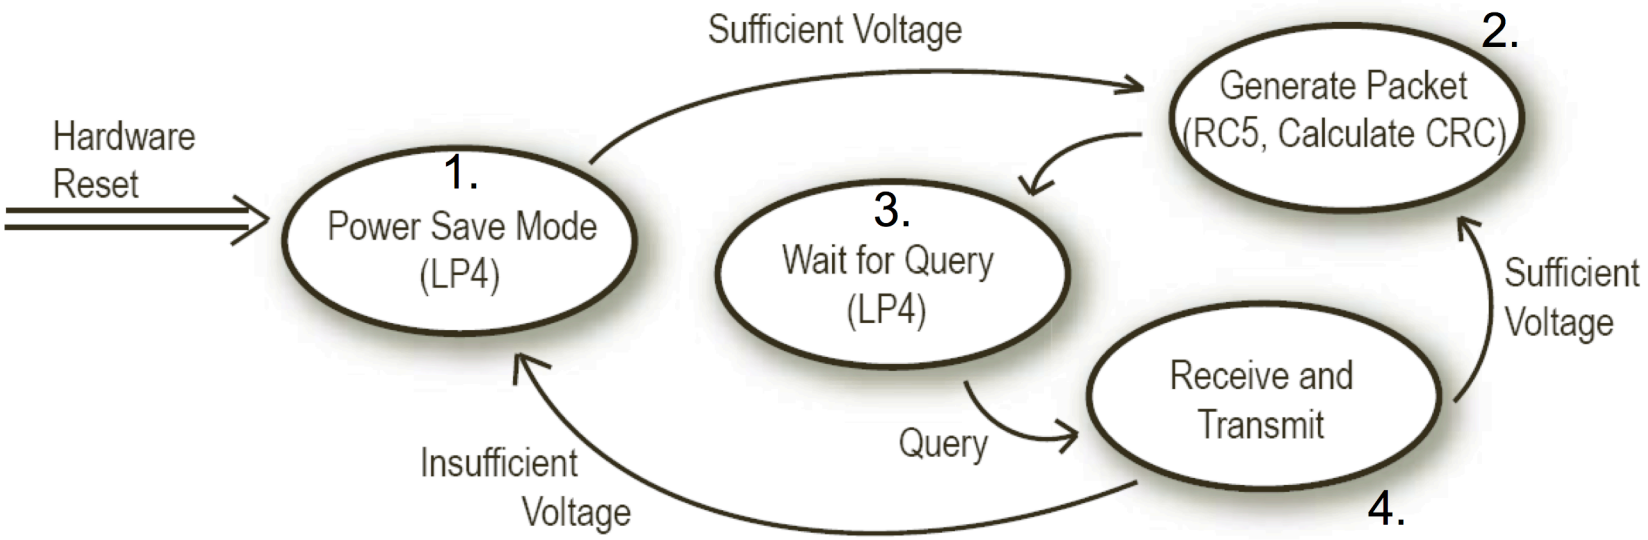 Sufficient Voltage
2.
Generate Packet
(RC5, Calculate CRC)
Hardware
Reset
1.
Power Save Mode
(LP4)
3.
Wait for Query
(LP4)
Sufficient
Voltage
Receive and
Transmit
Query
Insufficient
Voltage
4.